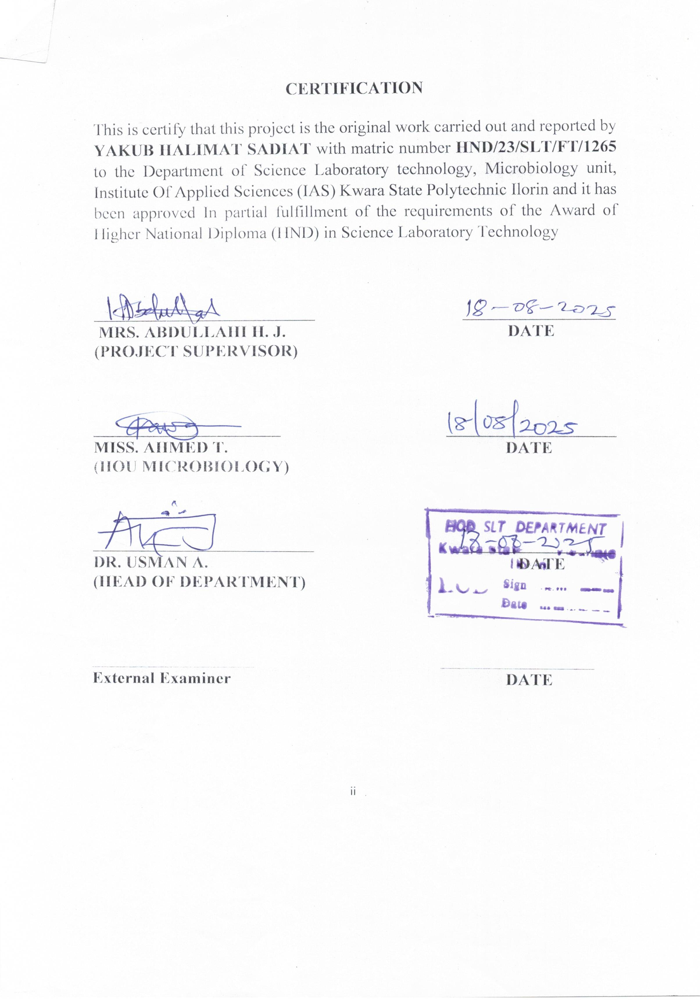 CERTIFICATION
This is certify that this project is the original work carried out and reported by
YAKUB HALIMAT SADIAT with matric number HND/23/SLT/FT/1265
to the Department of Science Laboratory technology, Microbiology unit,
Institute Of Applied Sciences (IAS) Kwara State Polytechnic Ilorin and it has
been approved In partial fulfillment of the requirements of the Award of
Higher National Diploma (HND) in Science Laboratory Technology
18-08-2025
MRS. ABDULLAHI H. J. DATE
(PROJECT SUPERVISOR)
18/08/2025
MISS. AHMED T. DATE
(HOU MICROBIOLOGY)
HOD SLT DEPARTMENT
18-08-2025
Kwara
DR. USMAN A. DATE
(HEAD OF DEPARTMENT)
Sign
Date
External Examiner DATE
ii